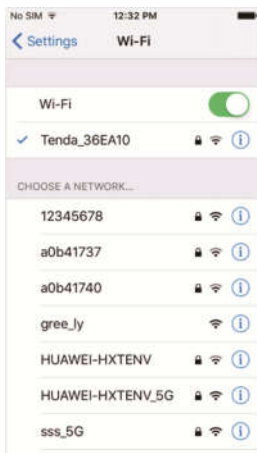 No SIM 12:32 PM
Settings Wi-Fi
Wi-Fi
Tenda_36EA10
CHOOSE A NETWORK...
12345678
a0b41737
a0b41740
gree_ly
HUAWEI-HXTENV
HUAWEI-HXTENV_5G
sss_5G